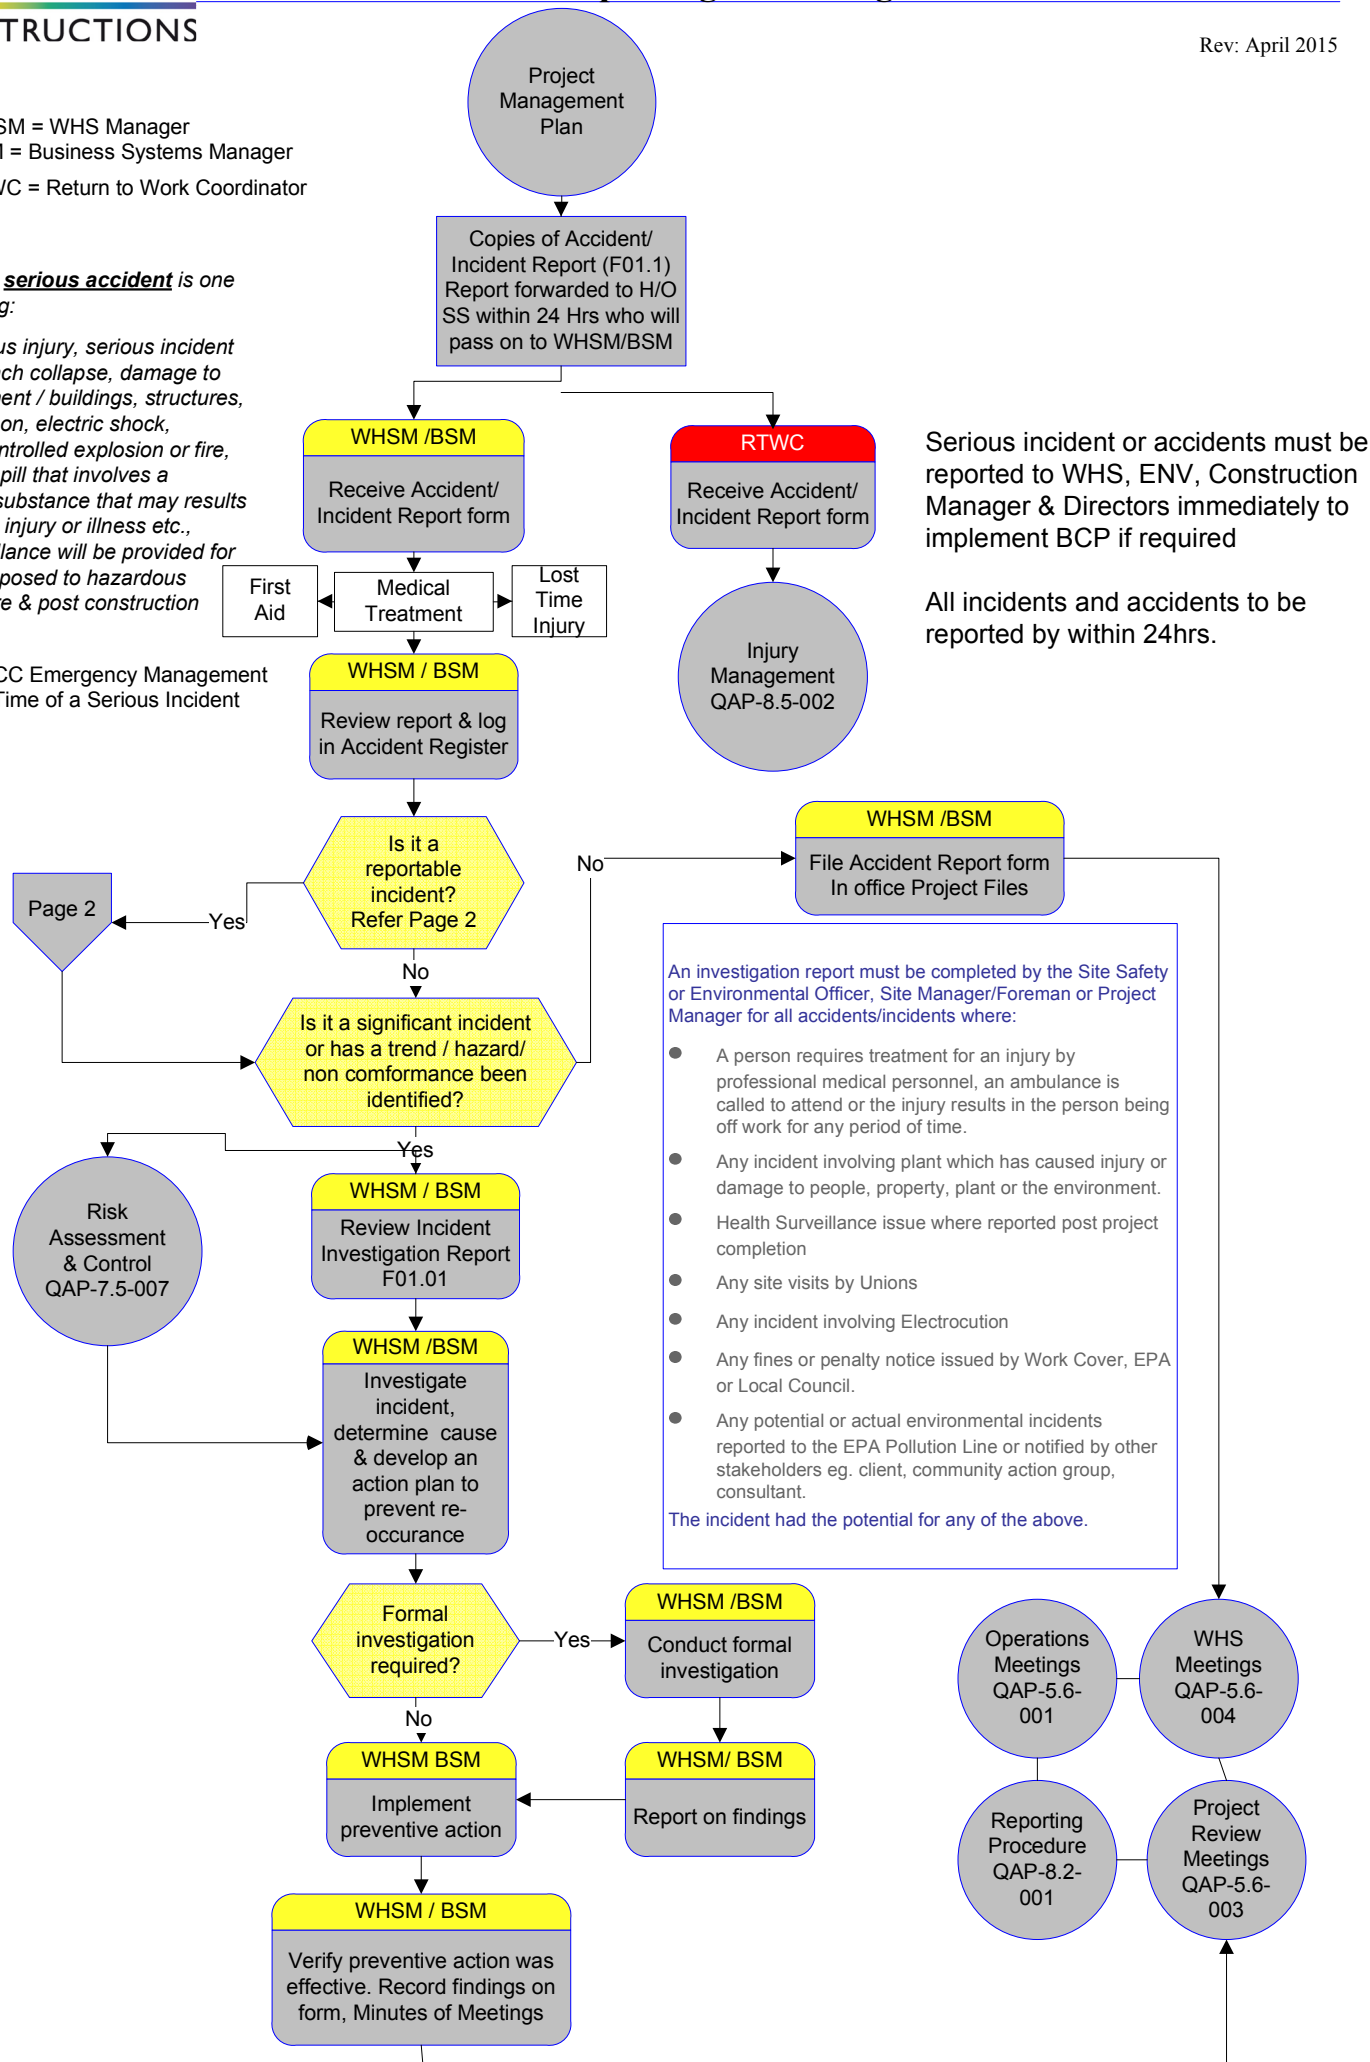 TRUCTIONS
Rev: April 2015
SM = WHS Manager
= Business Systems Manager
WC = Return to Work Coordinator
serious accident is one
g:
us injury, serious incident
ch collapse, damage to
ent / buildings, structures,
on, electric shock,
ntrolled explosion or fire,
pill that involves a
substance that may results
injury or illness etc.,
llance will be provided for
posed to hazardous
re & post construction
CC Emergency Management
Time of a Serious Incident
Project
Management
Plan
Copies of Accident/
Incident Report (F01.1)
Report forwarded to H/O
SS within 24 Hrs who will
pass on to WHSM/BSM
WHSM /BSM
Receive Accident/
Incident Report form
RTWC
Receive Accident/
Incident Report form
Serious incident or accidents must be
reported to WHS, ENV, Construction
Manager & Directors immediately to
implement BCP if required
All incidents and accidents to be
reported by within 24hrs.
First
Aid
Medical
Treatment
Lost
Time
Injury
Injury
Management
QAP-8.5-002
WHSM / BSM
Review report & log
in Accident Register
Is it a
reportable
incident?
Refer Page 2
Yes
Page 2
No
Is it a significant incident
or has a trend / hazard/
non comformance been
identified?
No
WHSM /BSM
File Accident Report form
In office Project Files
An investigation report must be completed by the Site Safety
or Environmental Officer, Site Manager/Foreman or Project
Manager for all accidents/incidents where:
● A person requires treatment for an injury by
professional medical personnel, an ambulance is
called to attend or the injury results in the person being
off work for any period of time.
● Any incident involving plant which has caused injury or
damage to people, property, plant or the environment.
● Health Surveillance issue where reported post project
completion
● Any site visits by Unions
● Any incident involving Electrocution
● Any fines or penalty notice issued by Work Cover, EPA
or Local Council.
● Any potential or actual environmental incidents
reported to the EPA Pollution Line or notified by other
stakeholders eg. client, community action group,
consultant.
The incident had the potential for any of the above.
Yes
Risk
Assessment
& Control
QAP-7.5-007
WHSM / BSM
Review Incident
Investigation Report
F01.01
WHSM /BSM
Investigate
incident,
determine cause
& develop an
action plan to
prevent re-
occurance
Formal
investigation
required?
Yes
WHSM /BSM
Conduct formal
investigation
No
WHSM BSM
Implement
preventive action
WHSM/ BSM
Report on findings
WHSM / BSM
Verify preventive action was
effective. Record findings on
form, Minutes of Meetings
Operations
Meetings
QAP-5.6-
001
WHS
Meetings
QAP-5.6-
004
Reporting
Procedure
QAP-8.2-
001
Project
Review
Meetings
QAP-5.6-
003